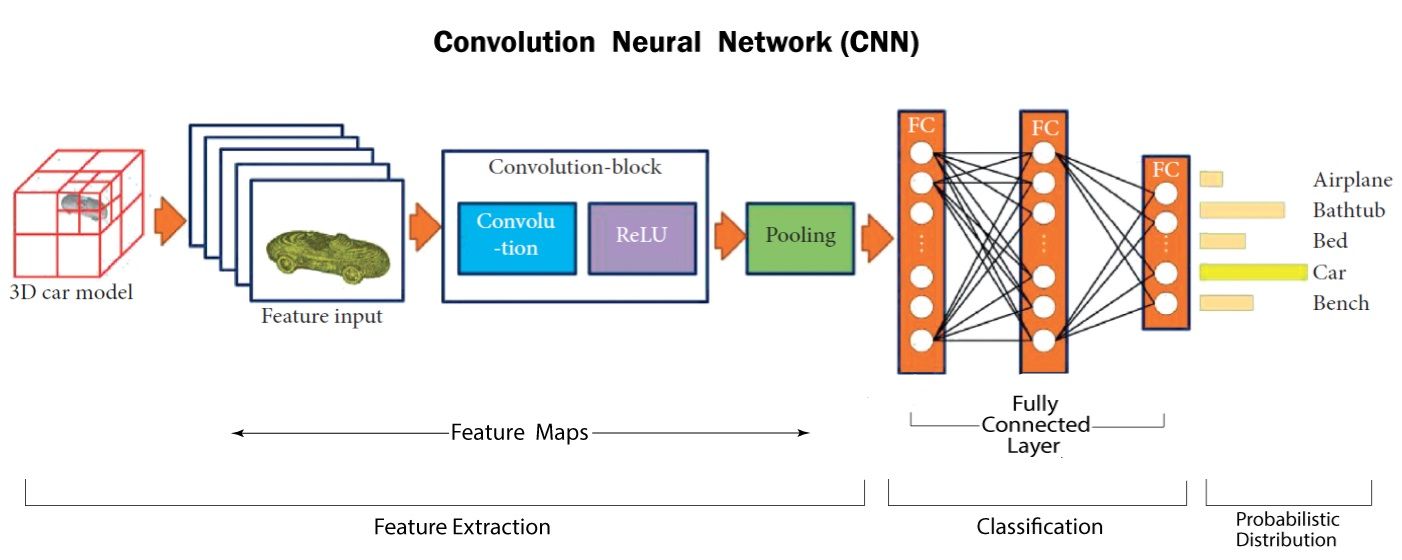 Convolution Neural Network (CNN)
3D car model
Feature input
Convolution-block
Convolu
-tion
ReLU
Pooling
FC
FC
FC
Airplane
Bathtub
Bed
Car
Bench
Feature Maps
Fully
Connected
Layer
Feature Extraction
Classification
Probabilistic
Distribution